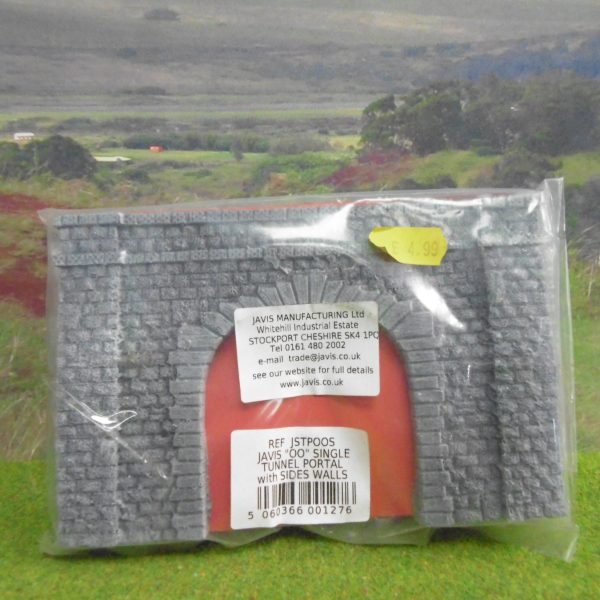 £ 4.99
JAVIS MANUFACTURING Ltd
Whitehill Industrial Estate
STOCKPORT CHESHIRE SK4 1PQ
Tel 0161 480 2002
e-mail trade@javis.co.uk
see our website for full details
www.javis.co.uk
REF JSTPOOS
JAVIS "OO" SINGLE
TUNNEL PORTAL
with SIDES WALLS
5 060366 001276